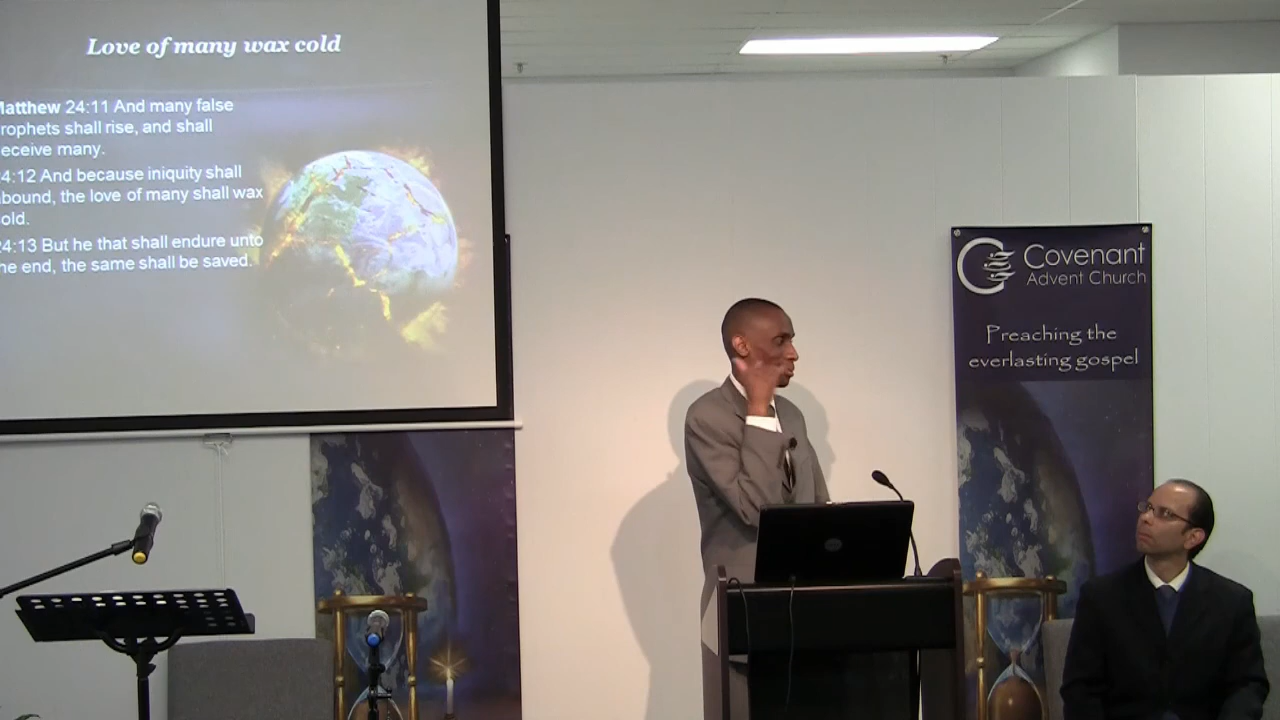 Love of many wax cold
Matthew 24:11 And many false
rophets shall rise, and shall
eceive many.
4:12 And because iniquity shall
bound, the love of many shall wax
old.
24:13 But he that shall endure unto
he end, the same shall be saved.
Covenant
Advent Church
Preaching the
everlasting gospel